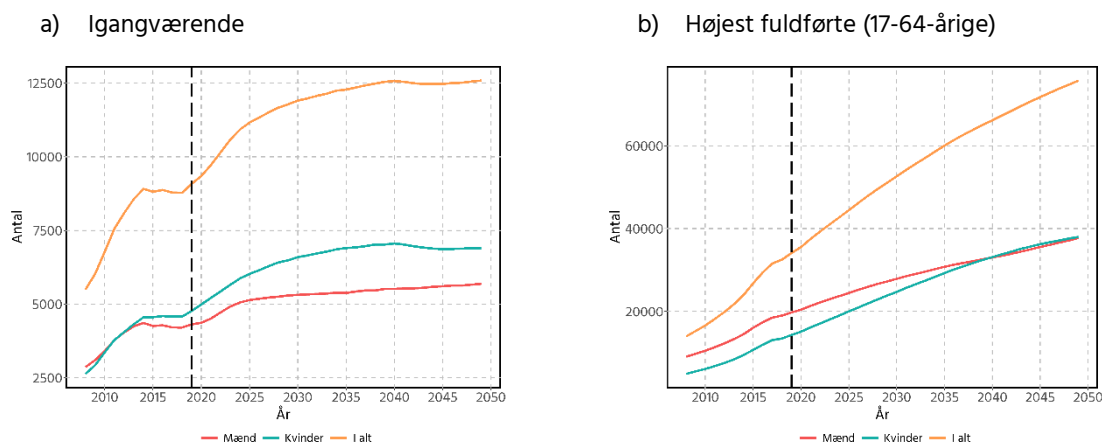 a) Igangværende
12500
10000
7500
5000
2500
Antal
2010 2015 2020 2025 2030 2035 2040 2045 2050
År
Mænd Kvinder I alt
b) Højest fuldførte (17-64-årige)
60000
40000
20000
Antal
2010 2015 2020 2025 2030 2035 2040 2045 2050
År
Mænd Kvinder I alt